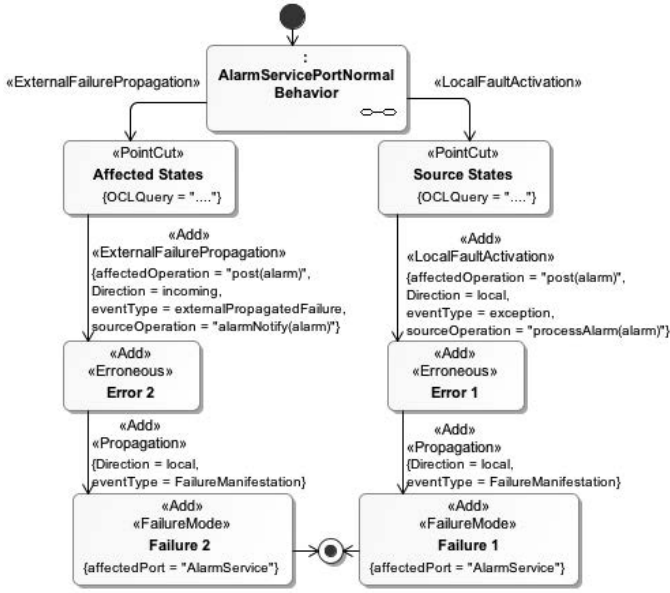 :
AlarmServicePortNormal
Behavior
«ExternalFailurePropagation»
«LocalFaultActivation»
«PointCut»
Affected States
{OCLQuery = "...."}
«PointCut»
Source States
{OCLQuery = "...."}
«Add»
«ExternalFailurePropagation»
{affectedOperation = "post(alarm)",
Direction = incoming,
eventType = externalPropagatedFailure,
sourceOperation = "alarmNotify(alarm)"}
«Add»
«LocalFaultActivation»
{affectedOperation = "post(alarm)",
Direction = local,
eventType = exception,
sourceOperation = "processAlarm(alarm)"}
«Add»
«Erroneous»
Error 2
«Add»
«Erroneous»
Error 1
«Add»
«Propagation»
{Direction = local,
eventType = FailureManifestation}
«Add»
«Propagation»
{Direction = local,
eventType = FailureManifestation}
«Add»
«FailureMode»
Failure 2
{affectedPort = "AlarmService"}
«Add»
«FailureMode»
Failure 1
{affectedPort = "AlarmService"}